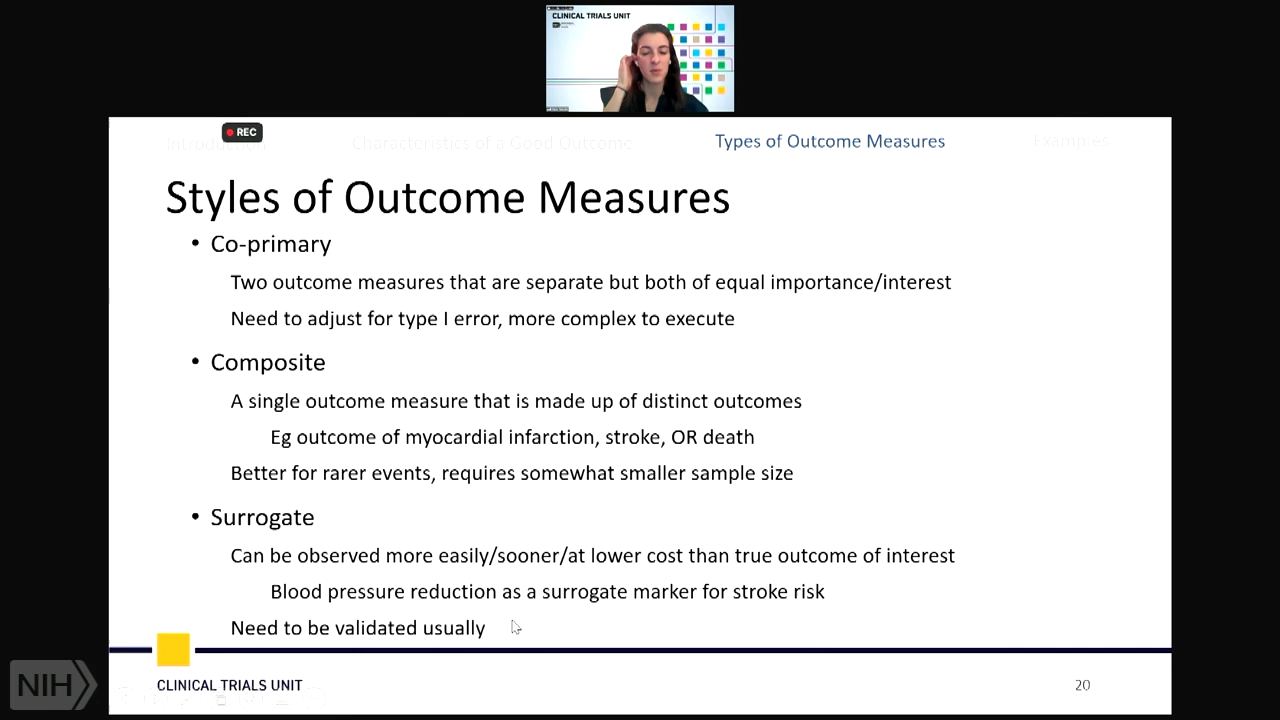 CLINICAL TRIALS UNIT
REC
Introduction
Characteristics of a Good Outcome
Types of Outcome Measures
Examples
Styles of Outcome Measures
• Co-primary
Two outcome measures that are separate but both of equal importance/interest
Need to adjust for type I error, more complex to execute
• Composite
A single outcome measure that is made up of distinct outcomes
Eg outcome of myocardial infarction, stroke, OR death
Better for rarer events, requires somewhat smaller sample size
• Surrogate
Can be observed more easily/sooner/at lower cost than true outcome of interest
Blood pressure reduction as a surrogate marker for stroke risk
Need to be validated usually
NIH
CLINICAL TRIALS UNIT
20